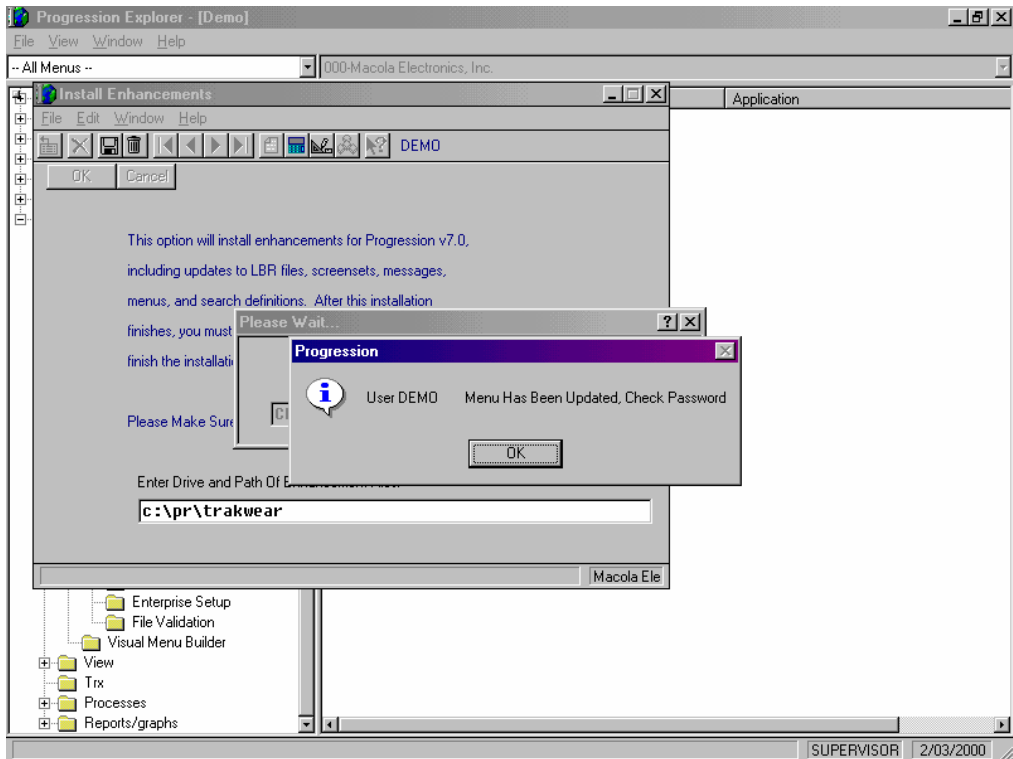 Progression Explorer - [Demo]
File View Window Help
-- All Menus --
000-Macola Electronics, Inc.
Application
Install Enhancements
File Edit Window Help
DEMO
OK Cancel
This option will install enhancements for Progression v7.0,
including updates to LBR files, screensets, messages,
menus, and search definitions. After this installation
finishes, you must
finish the installati
Please Make Sure
Please Wait...
Progression
User DEMO Menu Has Been Updated, Check Password
OK
Enter Drive and Path Of
c:\pr\trakwear
Macola Ele
Enterprise Setup
File Validation
Visual Menu Builder
View
Trx
Processes
Reports/graphs
SUPERVISOR 2/03/2000